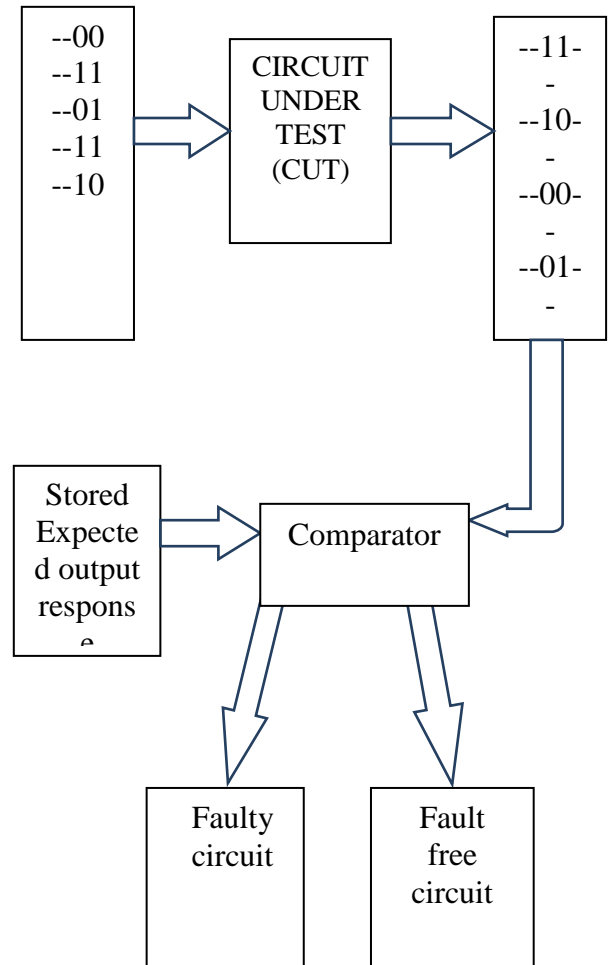 --00
--11
--01
--11
--10
CIRCUIT
UNDER
TEST
(CUT)
--11-
-
--10-
-
--00-
-
--01-
-
Stored
Expecte
d output
respons
e
Comparator
Faulty
circuit
Fault
free
circuit